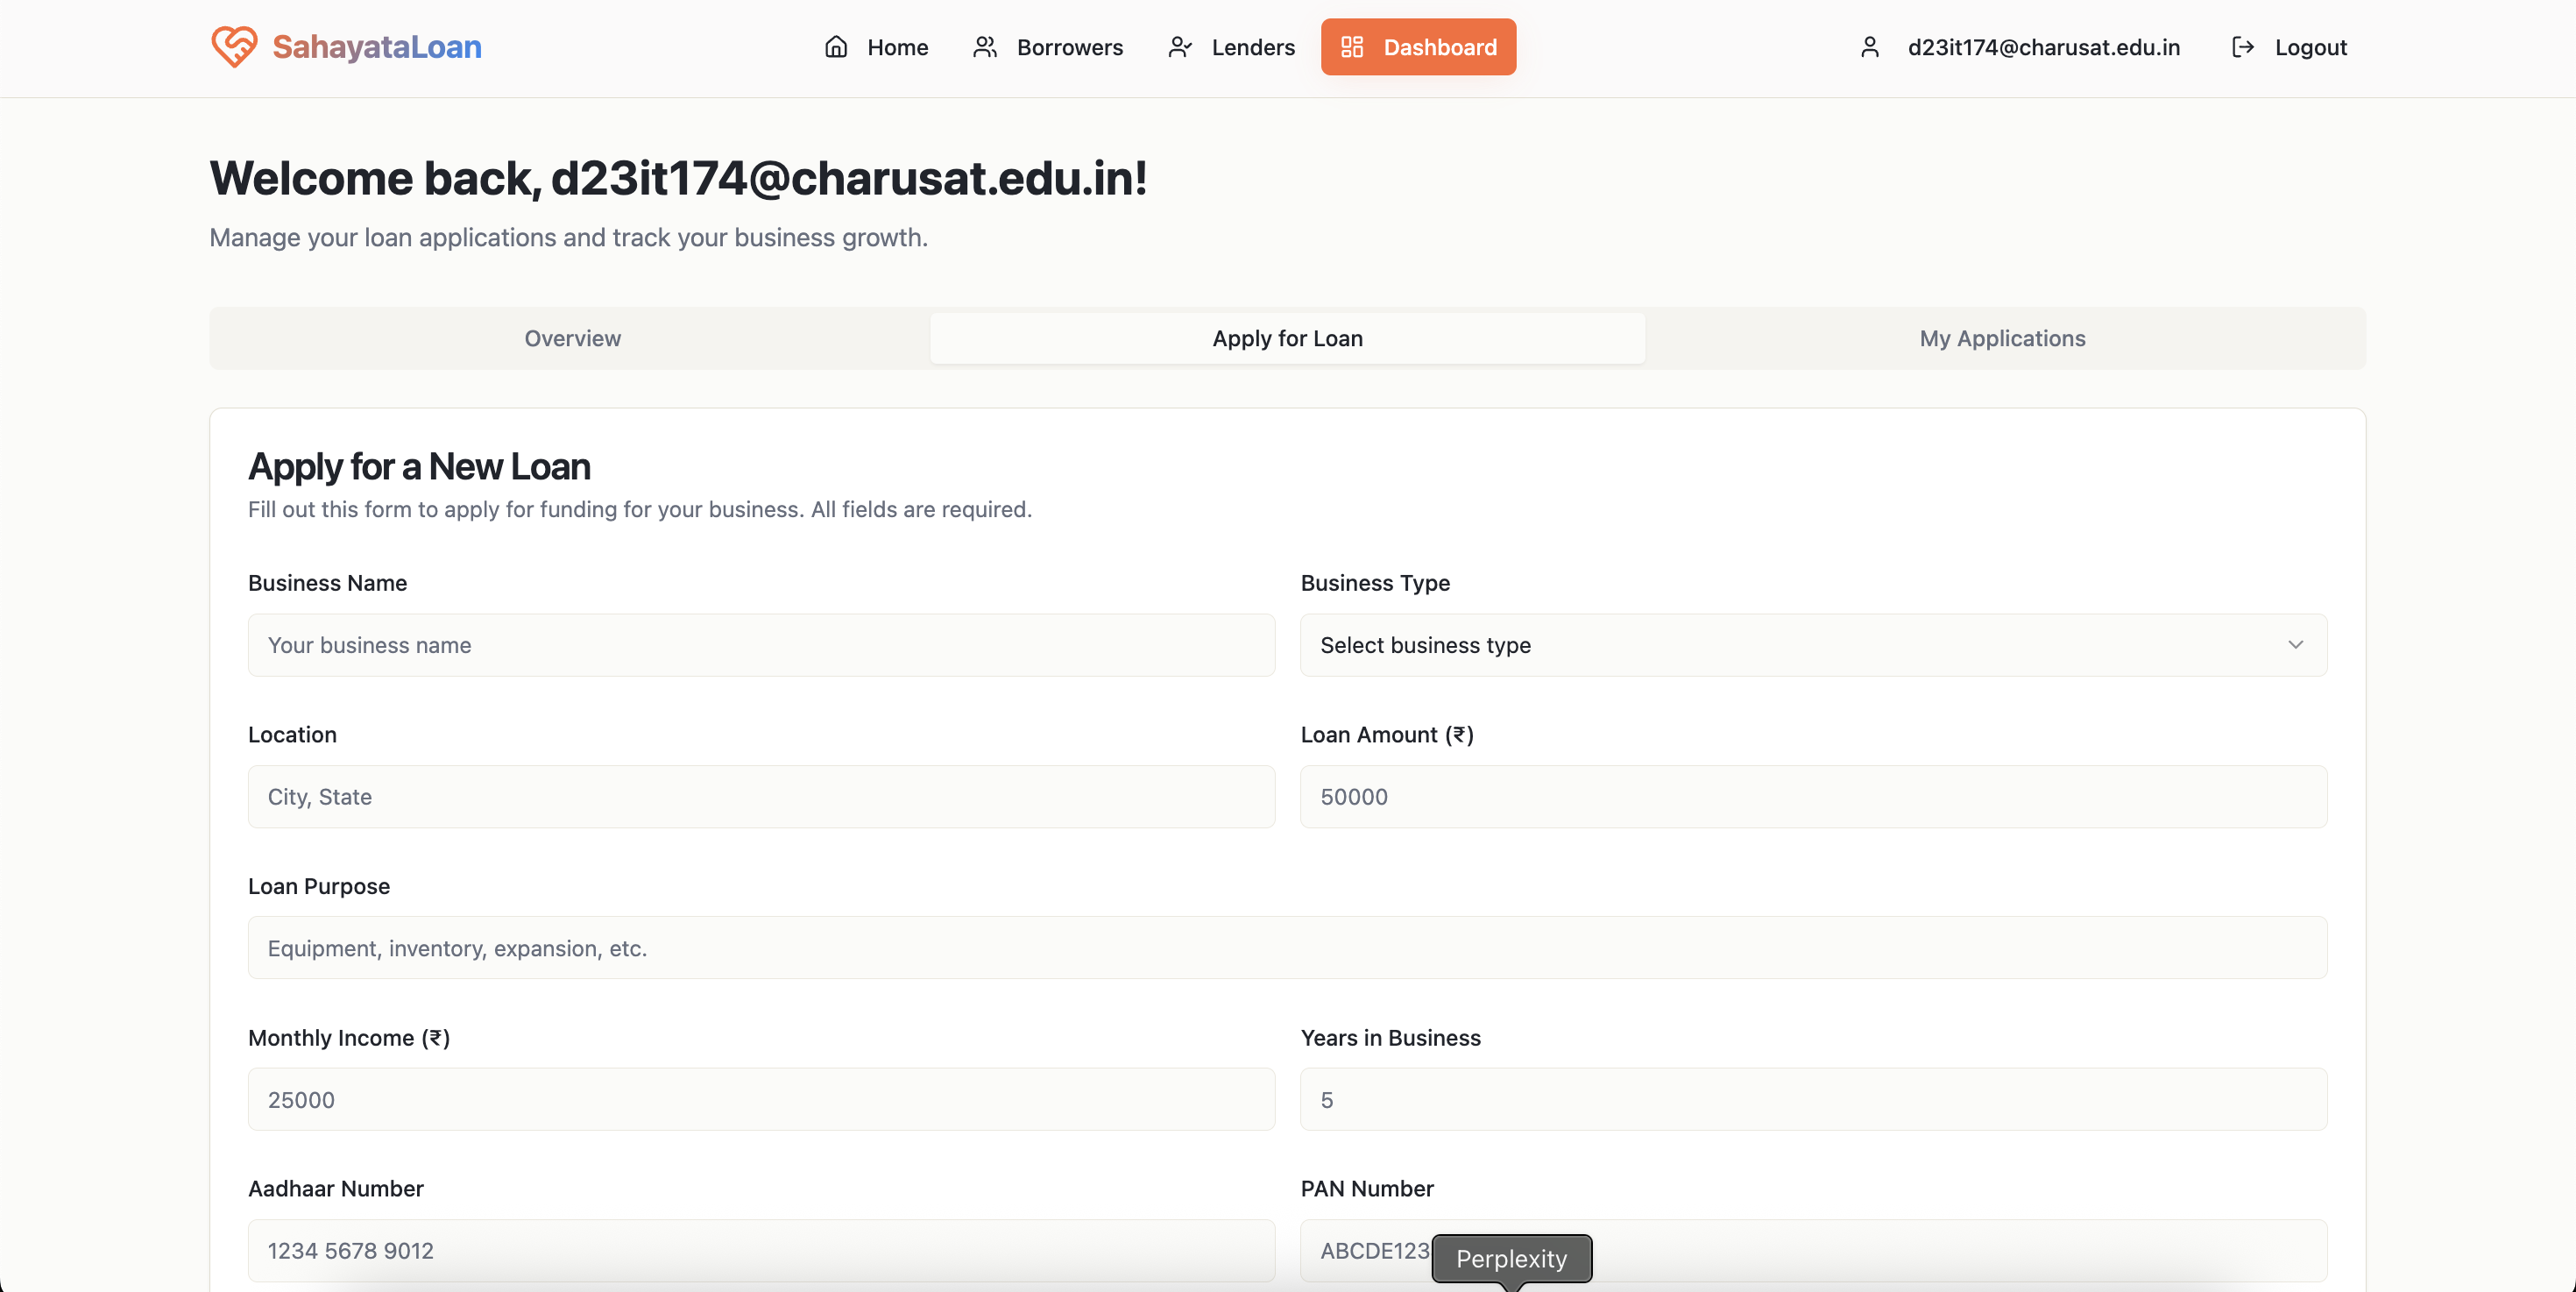 SahayataLoan Home Borrowers Lenders Dashboard d23it174@charusat.edu.in Logout
Welcome back, d23it174@charusat.edu.in!
Manage your loan applications and track your business growth.
Overview Apply for Loan My Applications
Apply for a New Loan
Fill out this form to apply for funding for your business. All fields are required.
Business Name Business Type
Your business name Select business type
Location Loan Amount (₹)
City, State 50000
Loan Purpose
Equipment, inventory, expansion, etc.
Monthly Income (₹) Years in Business
25000 5
Aadhaar Number PAN Number
1234 5678 9012 ABCDE123
Perplexity